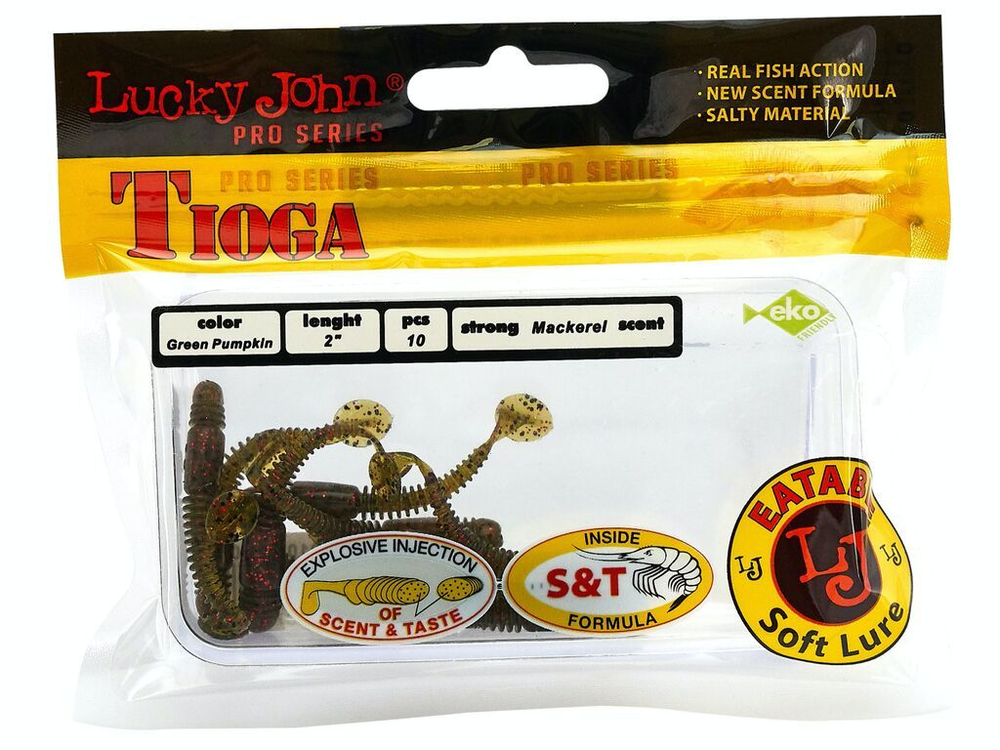 Lucky John®
PRO SERIES
· REAL FISH ACTION
· NEW SCENT FORMULA
· SALTY MATERIAL
PRO SERIES PRO SERIES
TIOGA
color
Green Pumpkin
lenght
2"
pcs
10
strong Mackerel scent
eko
FRIENDLY
EXPLOSIVE INJECTION
OF
SCENT & TASTE
INSIDE
S&T
FORMULA
LJ LJ LJ
Soft Lure